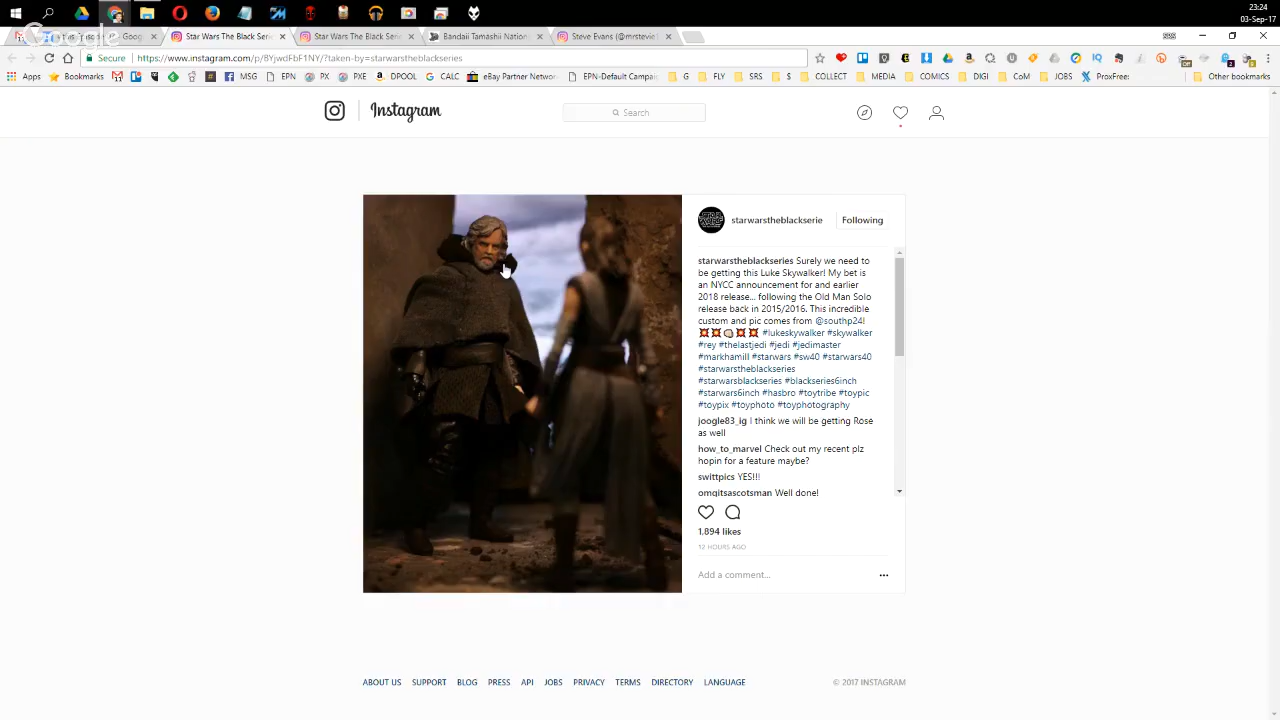 23:24
03-Sep-17
Google
Goog
Star Wars The Black Serie
Star Wars The Black Serie
Bandai Tamashii Nation
Steve Evans (@mrstevie
Secure
https://www.instagram.com/p/BYjwdFbF1NY/?taken-by=starwarstheblackseries
Apps
Bookmarks
MSG
EPN
PX
PXE
DPOOL
CALC
eBay Partner Network
EPN-Default Campai
G
FLY
SRS
S
COLLECT
MEDIA
COMICS
DIGI
CoM
JOBS
ProxFree:
Other bookmarks
Instagram
Search
starwarstheblackserie
Following
starwarstheblackseries Surely we need to
be getting this Luke Skywalker! My bet is
an NYCC announcement for and earlier
2018 release... following the Old Man Solo
release back in 2015/2016. This incredible
custom and pic comes from @southp24!
💥💥👊💥💥 #lukeskywalker #skywalker
#rey #thelastjedi #jedi #jedimaster
#markhamill #starwars #sw40 #starwars40
#starwarstheblackseries
#starwarsblackseries #blackseries6inch
#starwars6inch #hasbro #toytribe #toypic
#toypix #toyphoto #toyphotography
joogle83_ig I think we will be getting Rose
as well
how_to_marvel Check out my recent plz
hopin for a feature maybe?
swittpics YES!!!
omgitsascotsman Well done!
1,894 likes
12 HOURS AGO
Add a comment...
ABOUT US
SUPPORT
BLOG
PRESS
API
JOBS
PRIVACY
TERMS
DIRECTORY
LANGUAGE
© 2017 INSTAGRAM